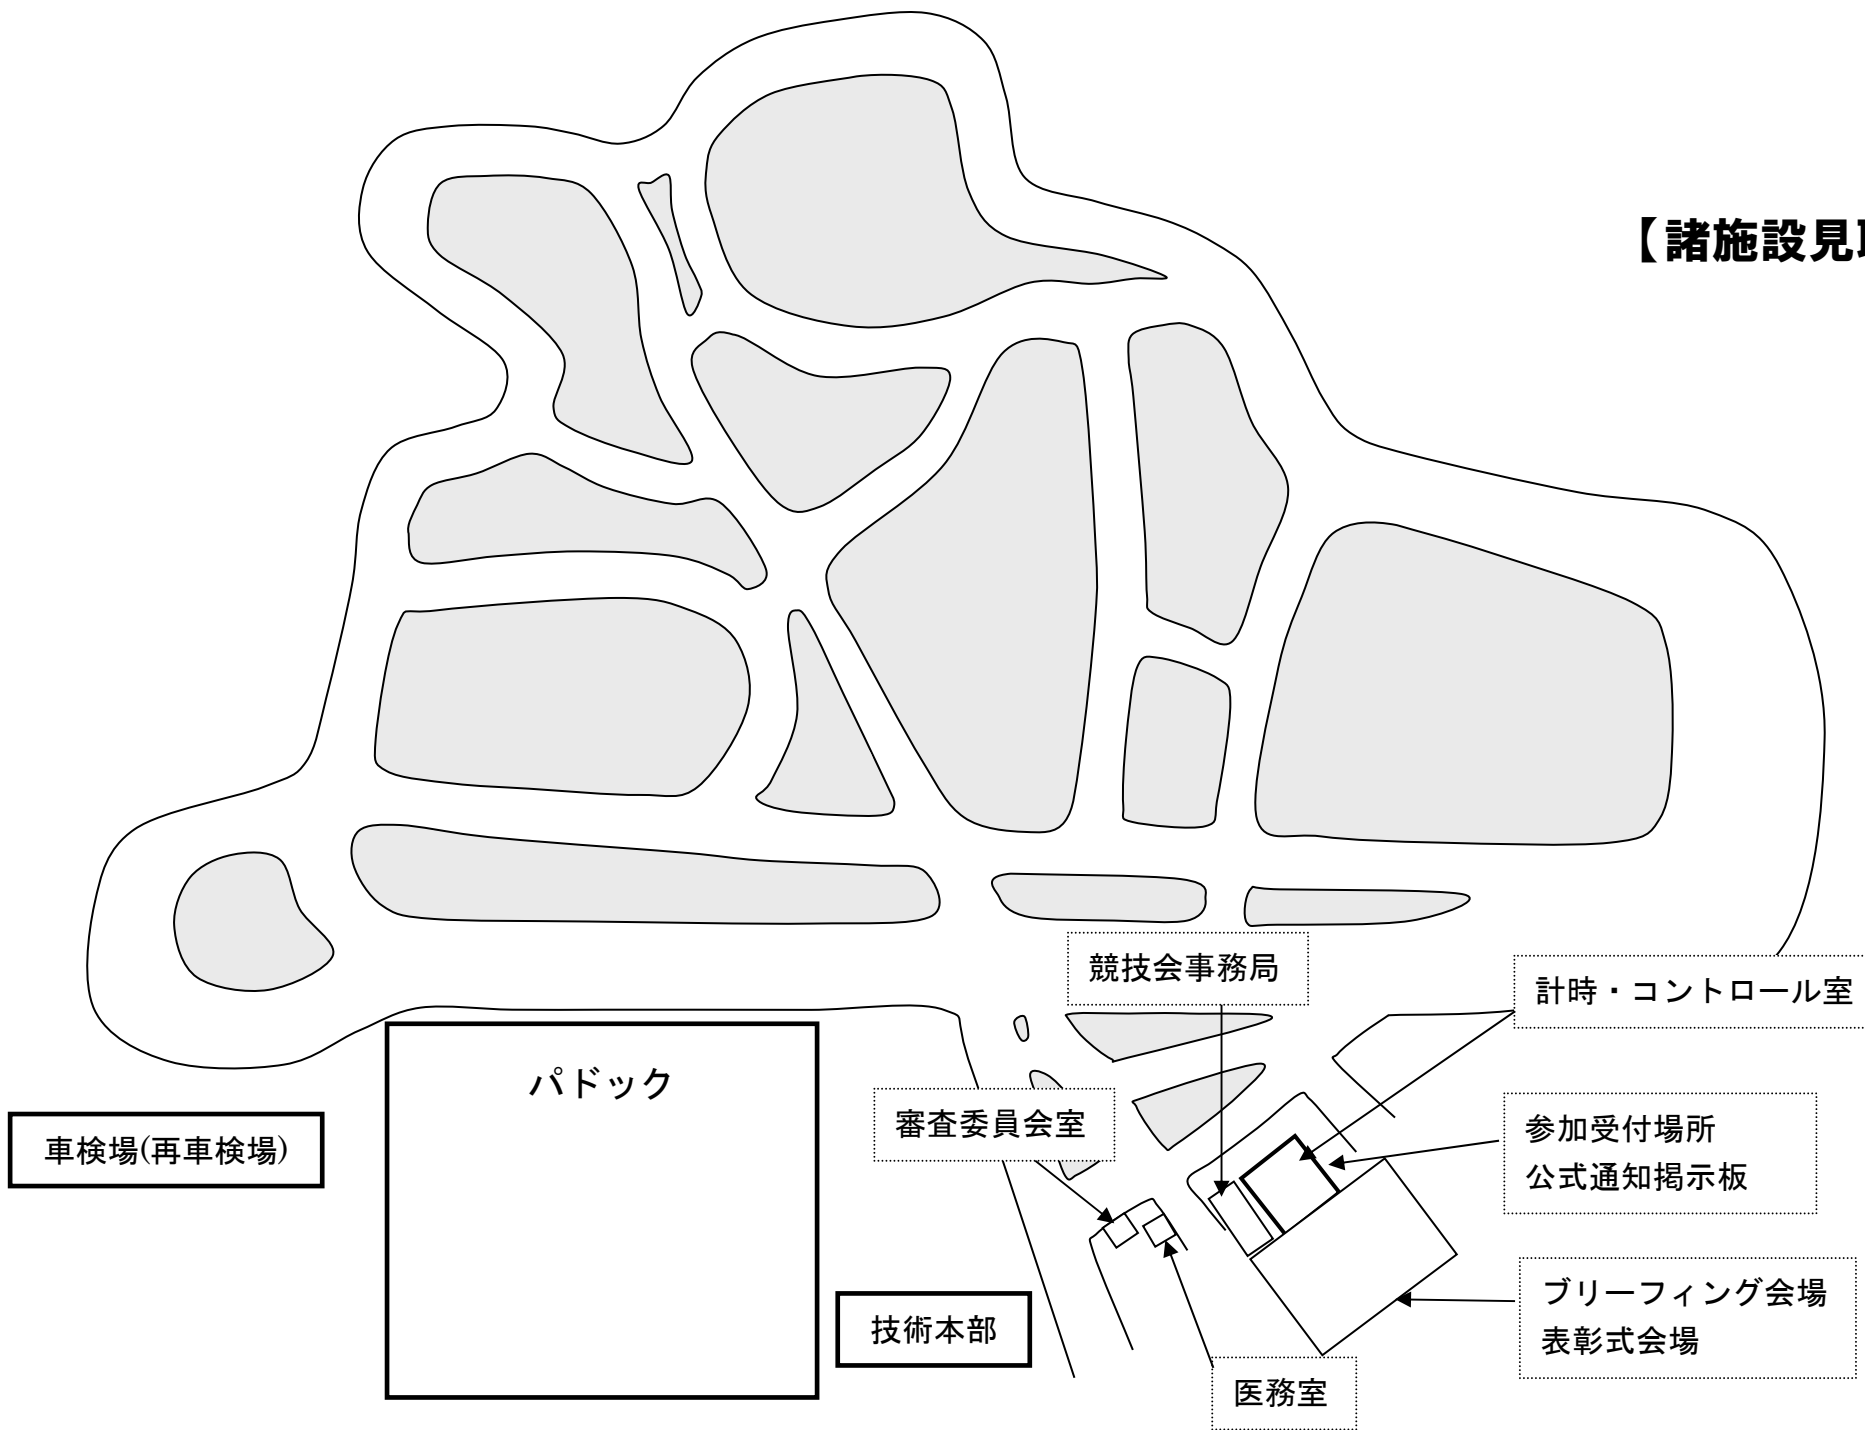 【諸施設見
競技会事務局
計時・コントロール室
パドック
審査委員会室
参加受付場所
公式通知掲示板
車検場(再車検場)
ブリーフィング会場
表彰式会場
技術本部
医務室